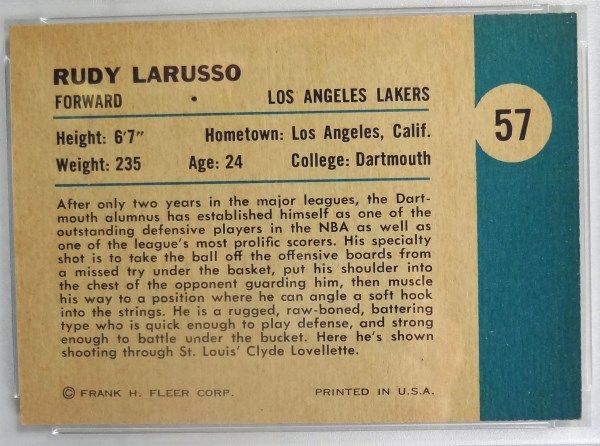 RUDY LARUSSO
FORWARD • LOS ANGELES LAKERS
57
Height: 6'7" Hometown: Los Angeles, Calif.
Weight: 235 Age: 24 College: Dartmouth
After only two years in the major leagues, the Dart-
mouth alumnus has established himself as one of the
outstanding defensive players in the NBA as well as
one of the league's most prolific scorers. His specialty
shot is to take the ball off the offensive boards from
a missed try under the basket, put his shoulder into
the chest of the opponent guarding him, then muscle
his way to a position where he can angle a soft hook
into the strings. He is a rugged, raw-boned, battering
type who is quick enough to play defense, and strong
enough to battle under the bucket. Here he's shown
shooting through St. Louis' Clyde Lovellette.
© FRANK H. FLEER CORP. PRINTED IN U.S.A.